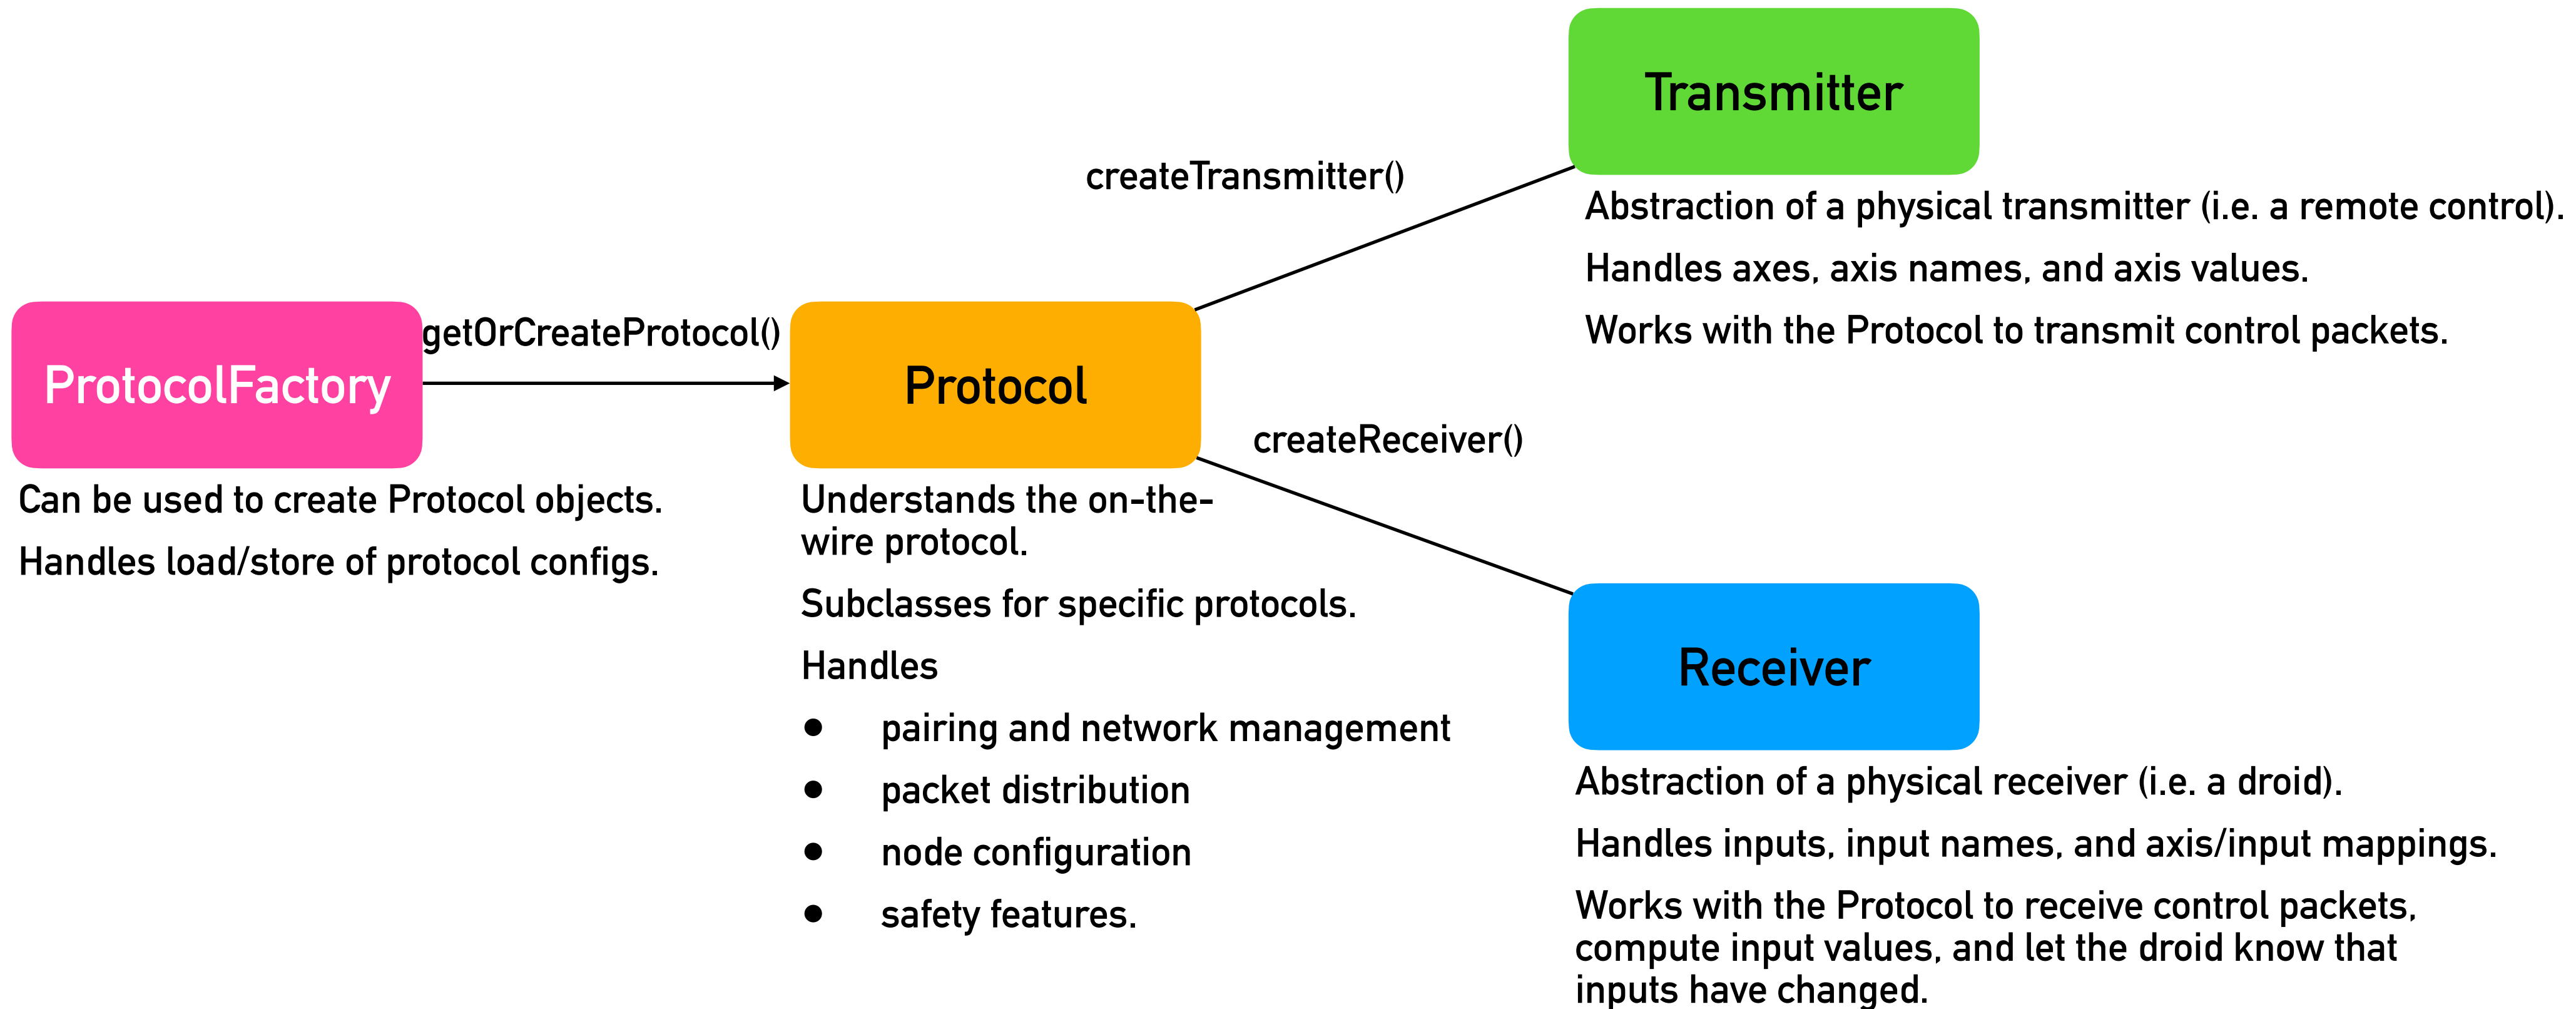 Transmitter
createTransmitter()
Abstraction of a physical transmitter (i.e. a remote control).
Handles axes, axis names, and axis values.
Works with the Protocol to transmit control packets.
ProtocolFactory
getOrCreateProtocol()
Protocol
createReceiver()
Can be used to create Protocol objects.
Handles load/store of protocol configs.
Understands the on-the-
wire protocol.
Subclasses for specific protocols.
Handles
● pairing and network management
● packet distribution
● node configuration
● safety features.
Receiver
Abstraction of a physical receiver (i.e. a droid).
Handles inputs, input names, and axis/input mappings.
Works with the Protocol to receive control packets,
compute input values, and let the droid know that
inputs have changed.